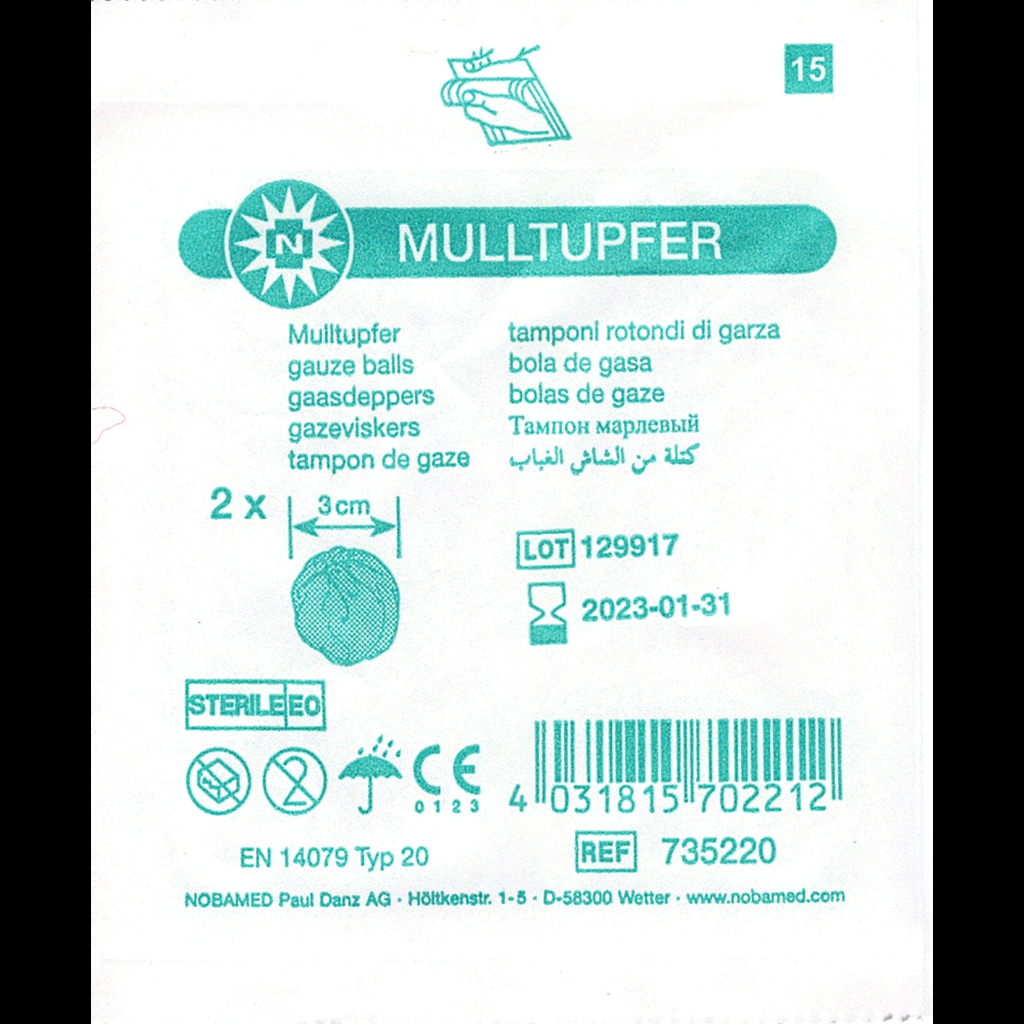 15
N MULLTUPFER
Mulltupfer
gauze balls
gaasdeppers
gazeviskers
tampon de gaze
tamponi rotondi di garza
bola de gasa
bolas de gaze
Тампон марлевый
كتلة من الشاش الغباب
2 x
3 cm
LOT 129917
2023-01-31
STERILE EO
2
CE
0123
4 031815 702212
EN 14079 Typ 20
REF 735220
NOBAMED Paul Danz AG · Höltkenstr. 1-5 · D-58300 Wetter · www.nobamed.com